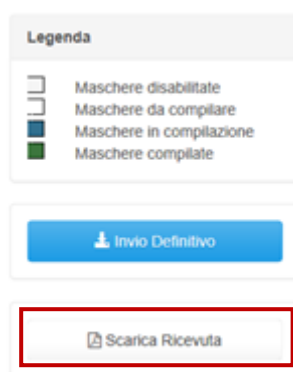 Legenda
Maschere disabilitate
Maschere da compilare
Maschere in compilazione
Maschere compilate
Invio Definitivo
Scarica Ricevuta